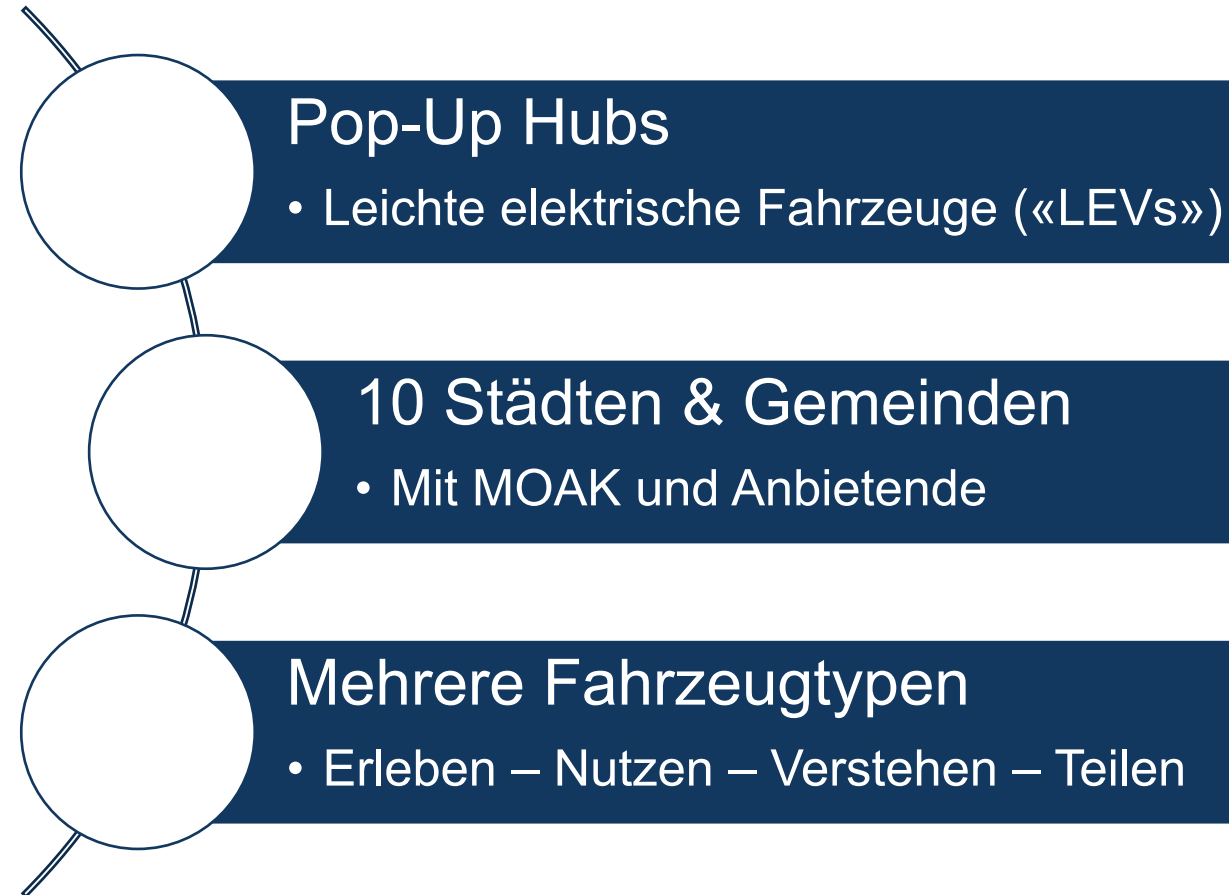 Pop-Up Hubs
• Leichte elektrische Fahrzeuge («LEVs»)
10 Städten & Gemeinden
• Mit MOAK und Anbietende
Mehrere Fahrzeugtypen
• Erleben – Nutzen – Verstehen – Teilen